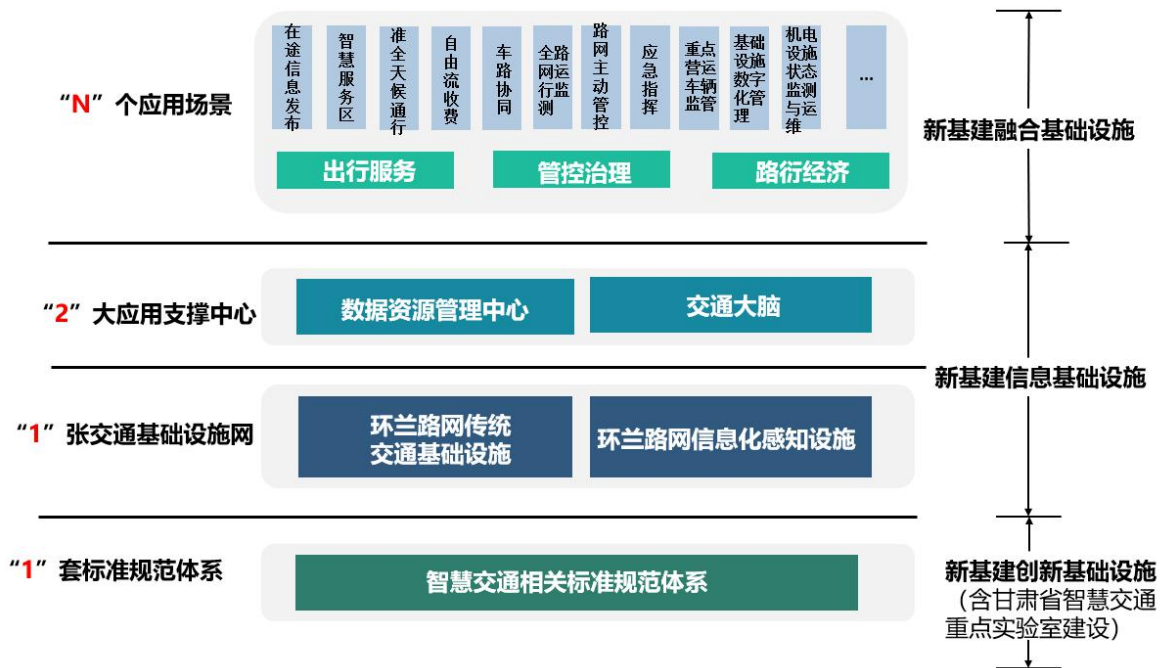 “N” 个应用场景
在途信息发布
智慧服务区
准全天候通行
自由流收费
车路协同
全路网运行监测
路网主动管控
应急指挥
重点营运车辆监管
基础设施数字化管理
机电设施状态监测与运维
...
出行服务
管控治理
路衍经济
新基建融合基础设施
“2” 大应用支撑中心
数据资源管理中心
交通大脑
新基建信息基础设施
“1” 张交通基础设施网
环兰路网传统
交通基础设施
环兰路网信息化感知设施
“1” 套标准规范体系
智慧交通相关标准规范体系
新基建创新基础设施
（含甘肃省智慧交通
重点实验室建设）